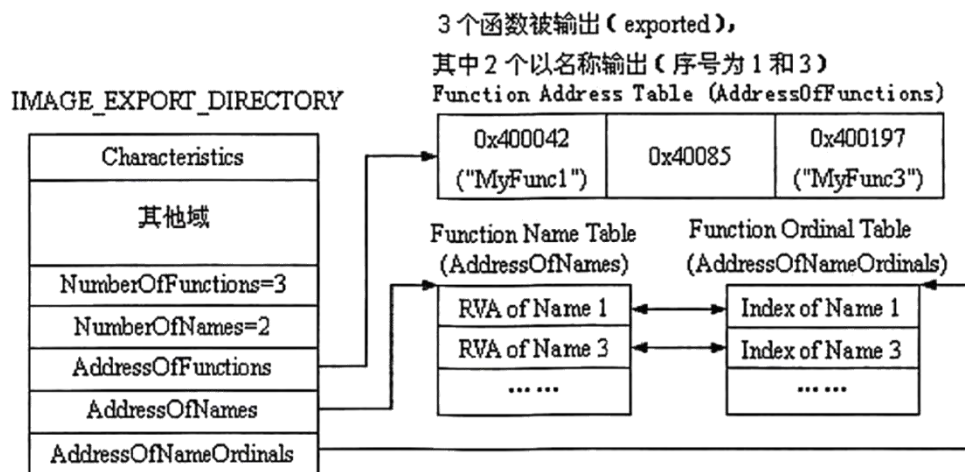 3个函数被输出(exported),
其中2个以名称输出(序号为1和3)
IMAGE_EXPORT_DIRECTORY
Characteristics
其他域
NumberOfFunctions=3
NumberOfNames=2
AddressOfFunctions
AddressOfNames
AddressOfNameOrdinals
Function Address Table (AddressOfFunctions)
0x400042
("MyFunc1")
0x40085
0x400197
("MyFunc3")
Function Name Table
(AddressOfNames)
RVA of Name 1
RVA of Name 3
……
Function Ordinal Table
(AddressOfNameOrdinals)
Index of Name 1
Index of Name 3
……